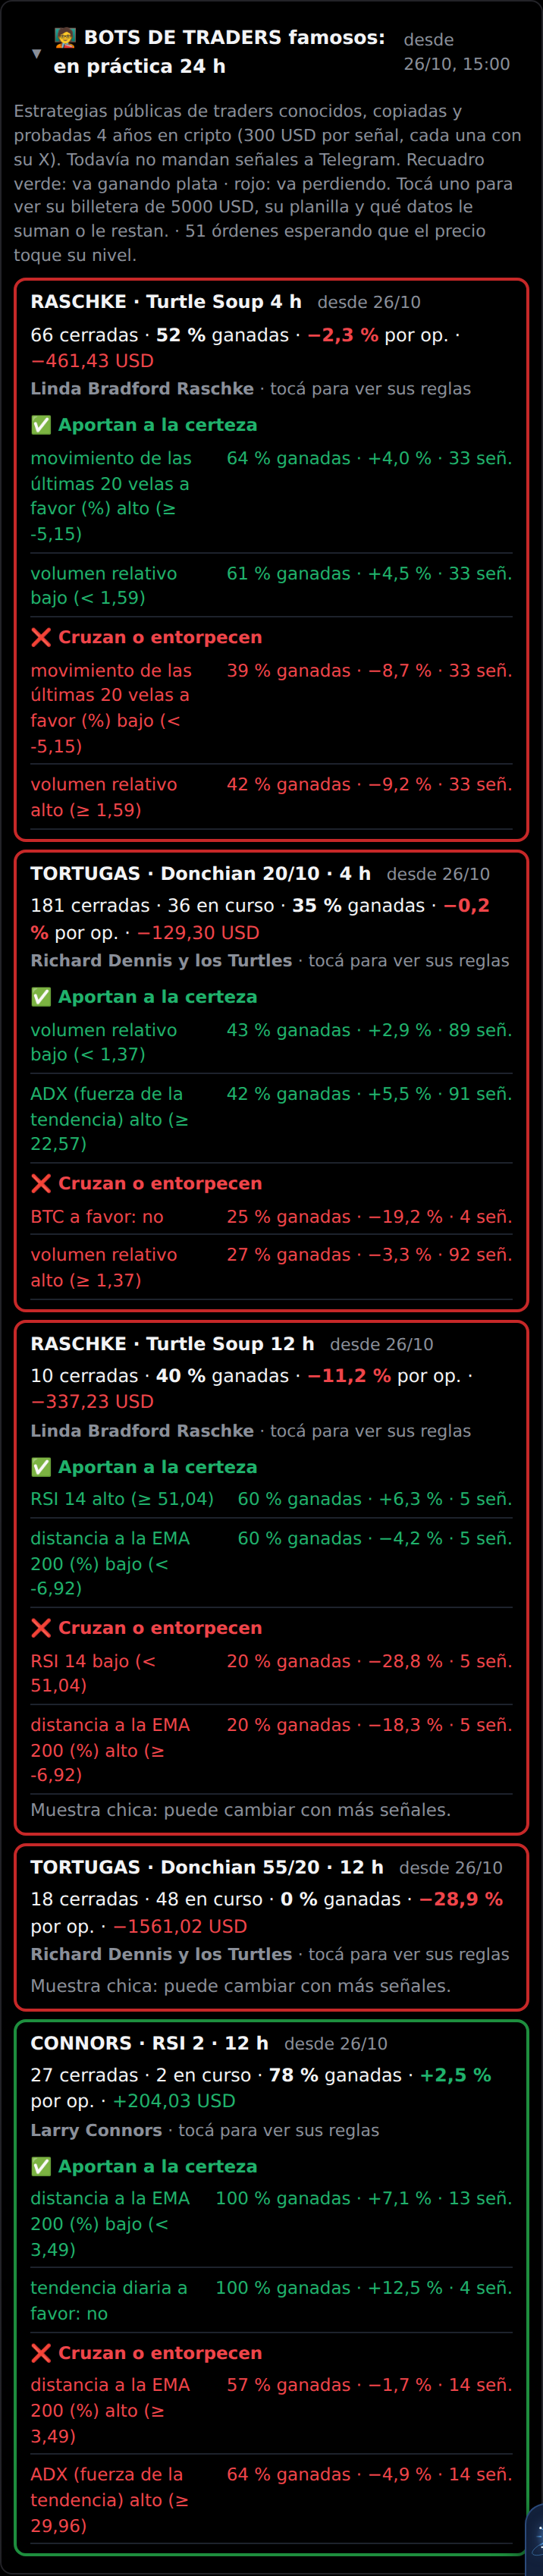 ▼ 🧑‍🏫 BOTS DE TRADERS famosos: desde
en práctica 24 h 26/10, 15:00
Estrategias públicas de traders conocidos, copiadas y
probadas 4 años en cripto (300 USD por señal, cada una con
su X). Todavía no mandan señales a Telegram. Recuadro
verde: va ganando plata · rojo: va perdiendo. Tocá uno para
ver su billetera de 5000 USD, su planilla y qué datos le
suman o le restan. · 51 órdenes esperando que el precio
toque su nivel.
RASCHKE · Turtle Soup 4 h desde 26/10
66 cerradas · 52 % ganadas · −2,3 % por op. ·
−461,43 USD
Linda Bradford Raschke · tocá para ver sus reglas
✅ Aportan a la certeza
movimiento de las 64 % ganadas · +4,0 % · 33 señ.
últimas 20 velas a
favor (%) alto (≥
-5,15)
volumen relativo 61 % ganadas · +4,5 % · 33 señ.
bajo (< 1,59)
❌ Cruzan o entorpecen
movimiento de las 39 % ganadas · −8,7 % · 33 señ.
últimas 20 velas a
favor (%) bajo (<
-5,15)
volumen relativo 42 % ganadas · −9,2 % · 33 señ.
alto (≥ 1,59)
TORTUGAS · Donchian 20/10 · 4 h desde 26/10
181 cerradas · 36 en curso · 35 % ganadas · −0,2
% por op. · −129,30 USD
Richard Dennis y los Turtles · tocá para ver sus reglas
✅ Aportan a la certeza
volumen relativo 43 % ganadas · +2,9 % · 89 señ.
bajo (< 1,37)
ADX (fuerza de la 42 % ganadas · +5,5 % · 91 señ.
tendencia) alto (≥
22,57)
❌ Cruzan o entorpecen
BTC a favor: no 25 % ganadas · −19,2 % · 4 señ.
volumen relativo 27 % ganadas · −3,3 % · 92 señ.
alto (≥ 1,37)
RASCHKE · Turtle Soup 12 h desde 26/10
10 cerradas · 40 % ganadas · −11,2 % por op. ·
−337,23 USD
Linda Bradford Raschke · tocá para ver sus reglas
✅ Aportan a la certeza
RSI 14 alto (≥ 51,04) 60 % ganadas · +6,3 % · 5 señ.
distancia a la EMA 60 % ganadas · −4,2 % · 5 señ.
200 (%) bajo (<
-6,92)
❌ Cruzan o entorpecen
RSI 14 bajo (< 20 % ganadas · −28,8 % · 5 señ.
51,04)
distancia a la EMA 20 % ganadas · −18,3 % · 5 señ.
200 (%) alto (≥
-6,92)
Muestra chica: puede cambiar con más señales.
TORTUGAS · Donchian 55/20 · 12 h desde 26/10
18 cerradas · 48 en curso · 0 % ganadas · −28,9 %
por op. · −1561,02 USD
Richard Dennis y los Turtles · tocá para ver sus reglas
Muestra chica: puede cambiar con más señales.
CONNORS · RSI 2 · 12 h desde 26/10
27 cerradas · 2 en curso · 78 % ganadas · +2,5 %
por op. · +204,03 USD
Larry Connors · tocá para ver sus reglas
✅ Aportan a la certeza
distancia a la EMA 100 % ganadas · +7,1 % · 13 señ.
200 (%) bajo (<
3,49)
tendencia diaria a 100 % ganadas · +12,5 % · 4 señ.
favor: no
❌ Cruzan o entorpecen
distancia a la EMA 57 % ganadas · −1,7 % · 14 señ.
200 (%) alto (≥
3,49)
ADX (fuerza de la 64 % ganadas · −4,9 % · 14 señ.
tendencia) alto (≥
29,96)